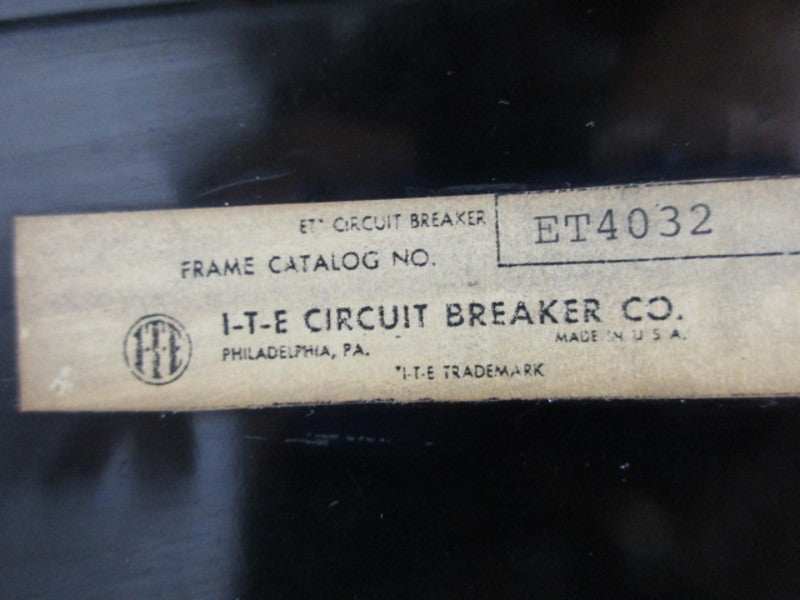 ET* CIRCUIT BREAKER
FRAME CATALOG NO.
ET4032
I-T-E
I-T-E CIRCUIT BREAKER CO.
PHILADELPHIA, PA.
MADE IN U S A.
*I-T-E TRADEMARK